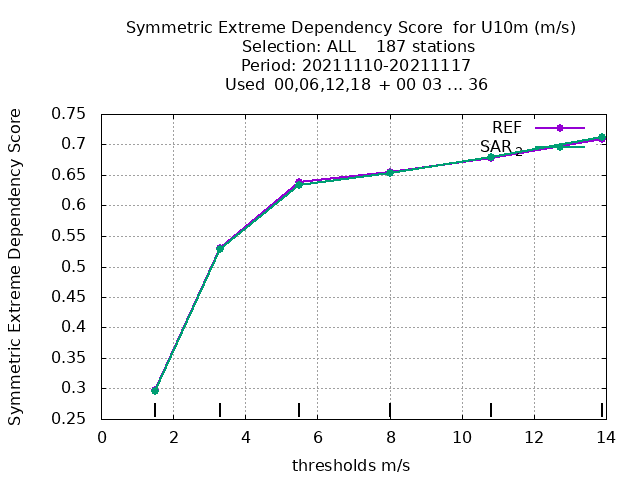 Symmetric Extreme Dependency Score for U10m (m/s)
Selection: ALL 187 stations
Period: 20211110-20211117
Used 00,06,12,18 + 00 03 ... 36
Symmetric Extreme Dependency Score
0.75
0.7
0.65
0.6
0.55
0.5
0.45
0.4
0.35
0.3
0.25
REF
SAR2
0 2 4 6 8 10 12 14
thresholds m/s